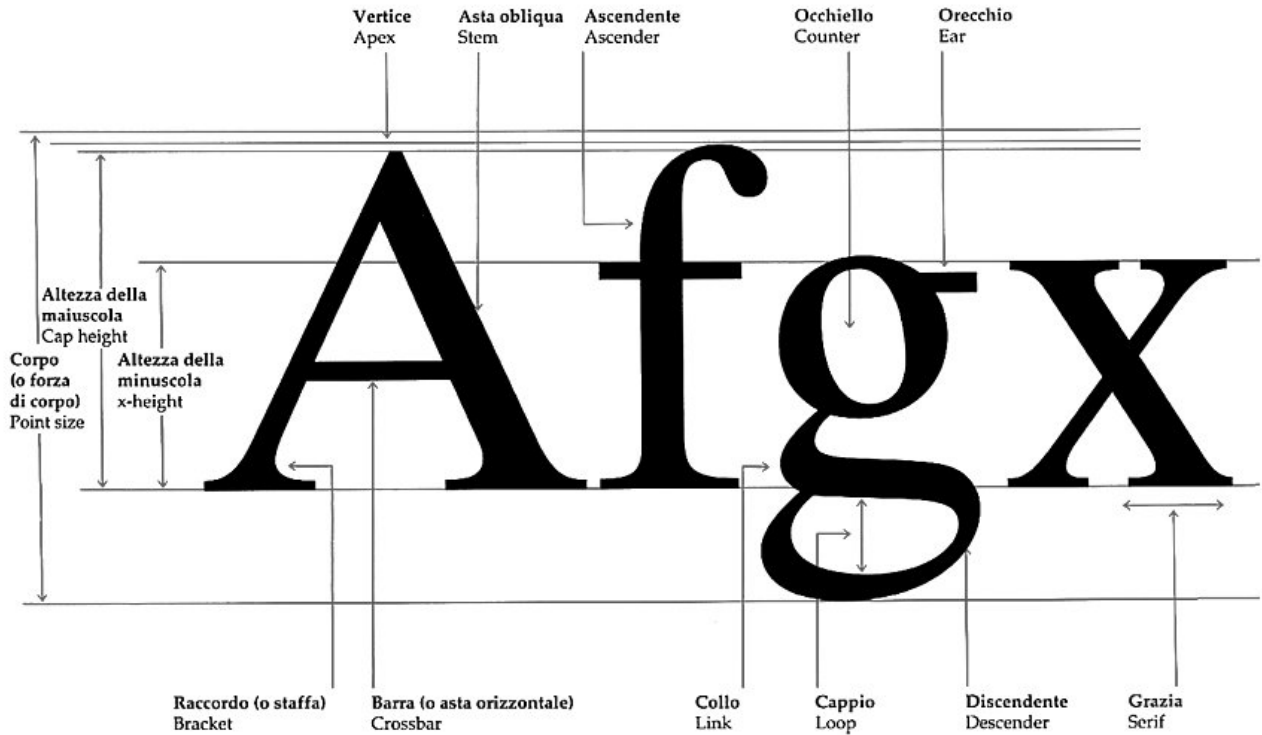 Vertice
Apex
Asta obliqua
Stem
Ascendente
Ascender
Occhiello
Counter
Orecchio
Ear
Afgx
Altezza della
maiuscola
Cap height
Corpo
(o forza
di corpo)
Point size
Altezza della
minuscola
x-height
Raccordo (o staffa)
Bracket
Barra (o asta orizzontale)
Crossbar
Collo
Link
Cappio
Loop
Discendente
Descender
Grazia
Serif